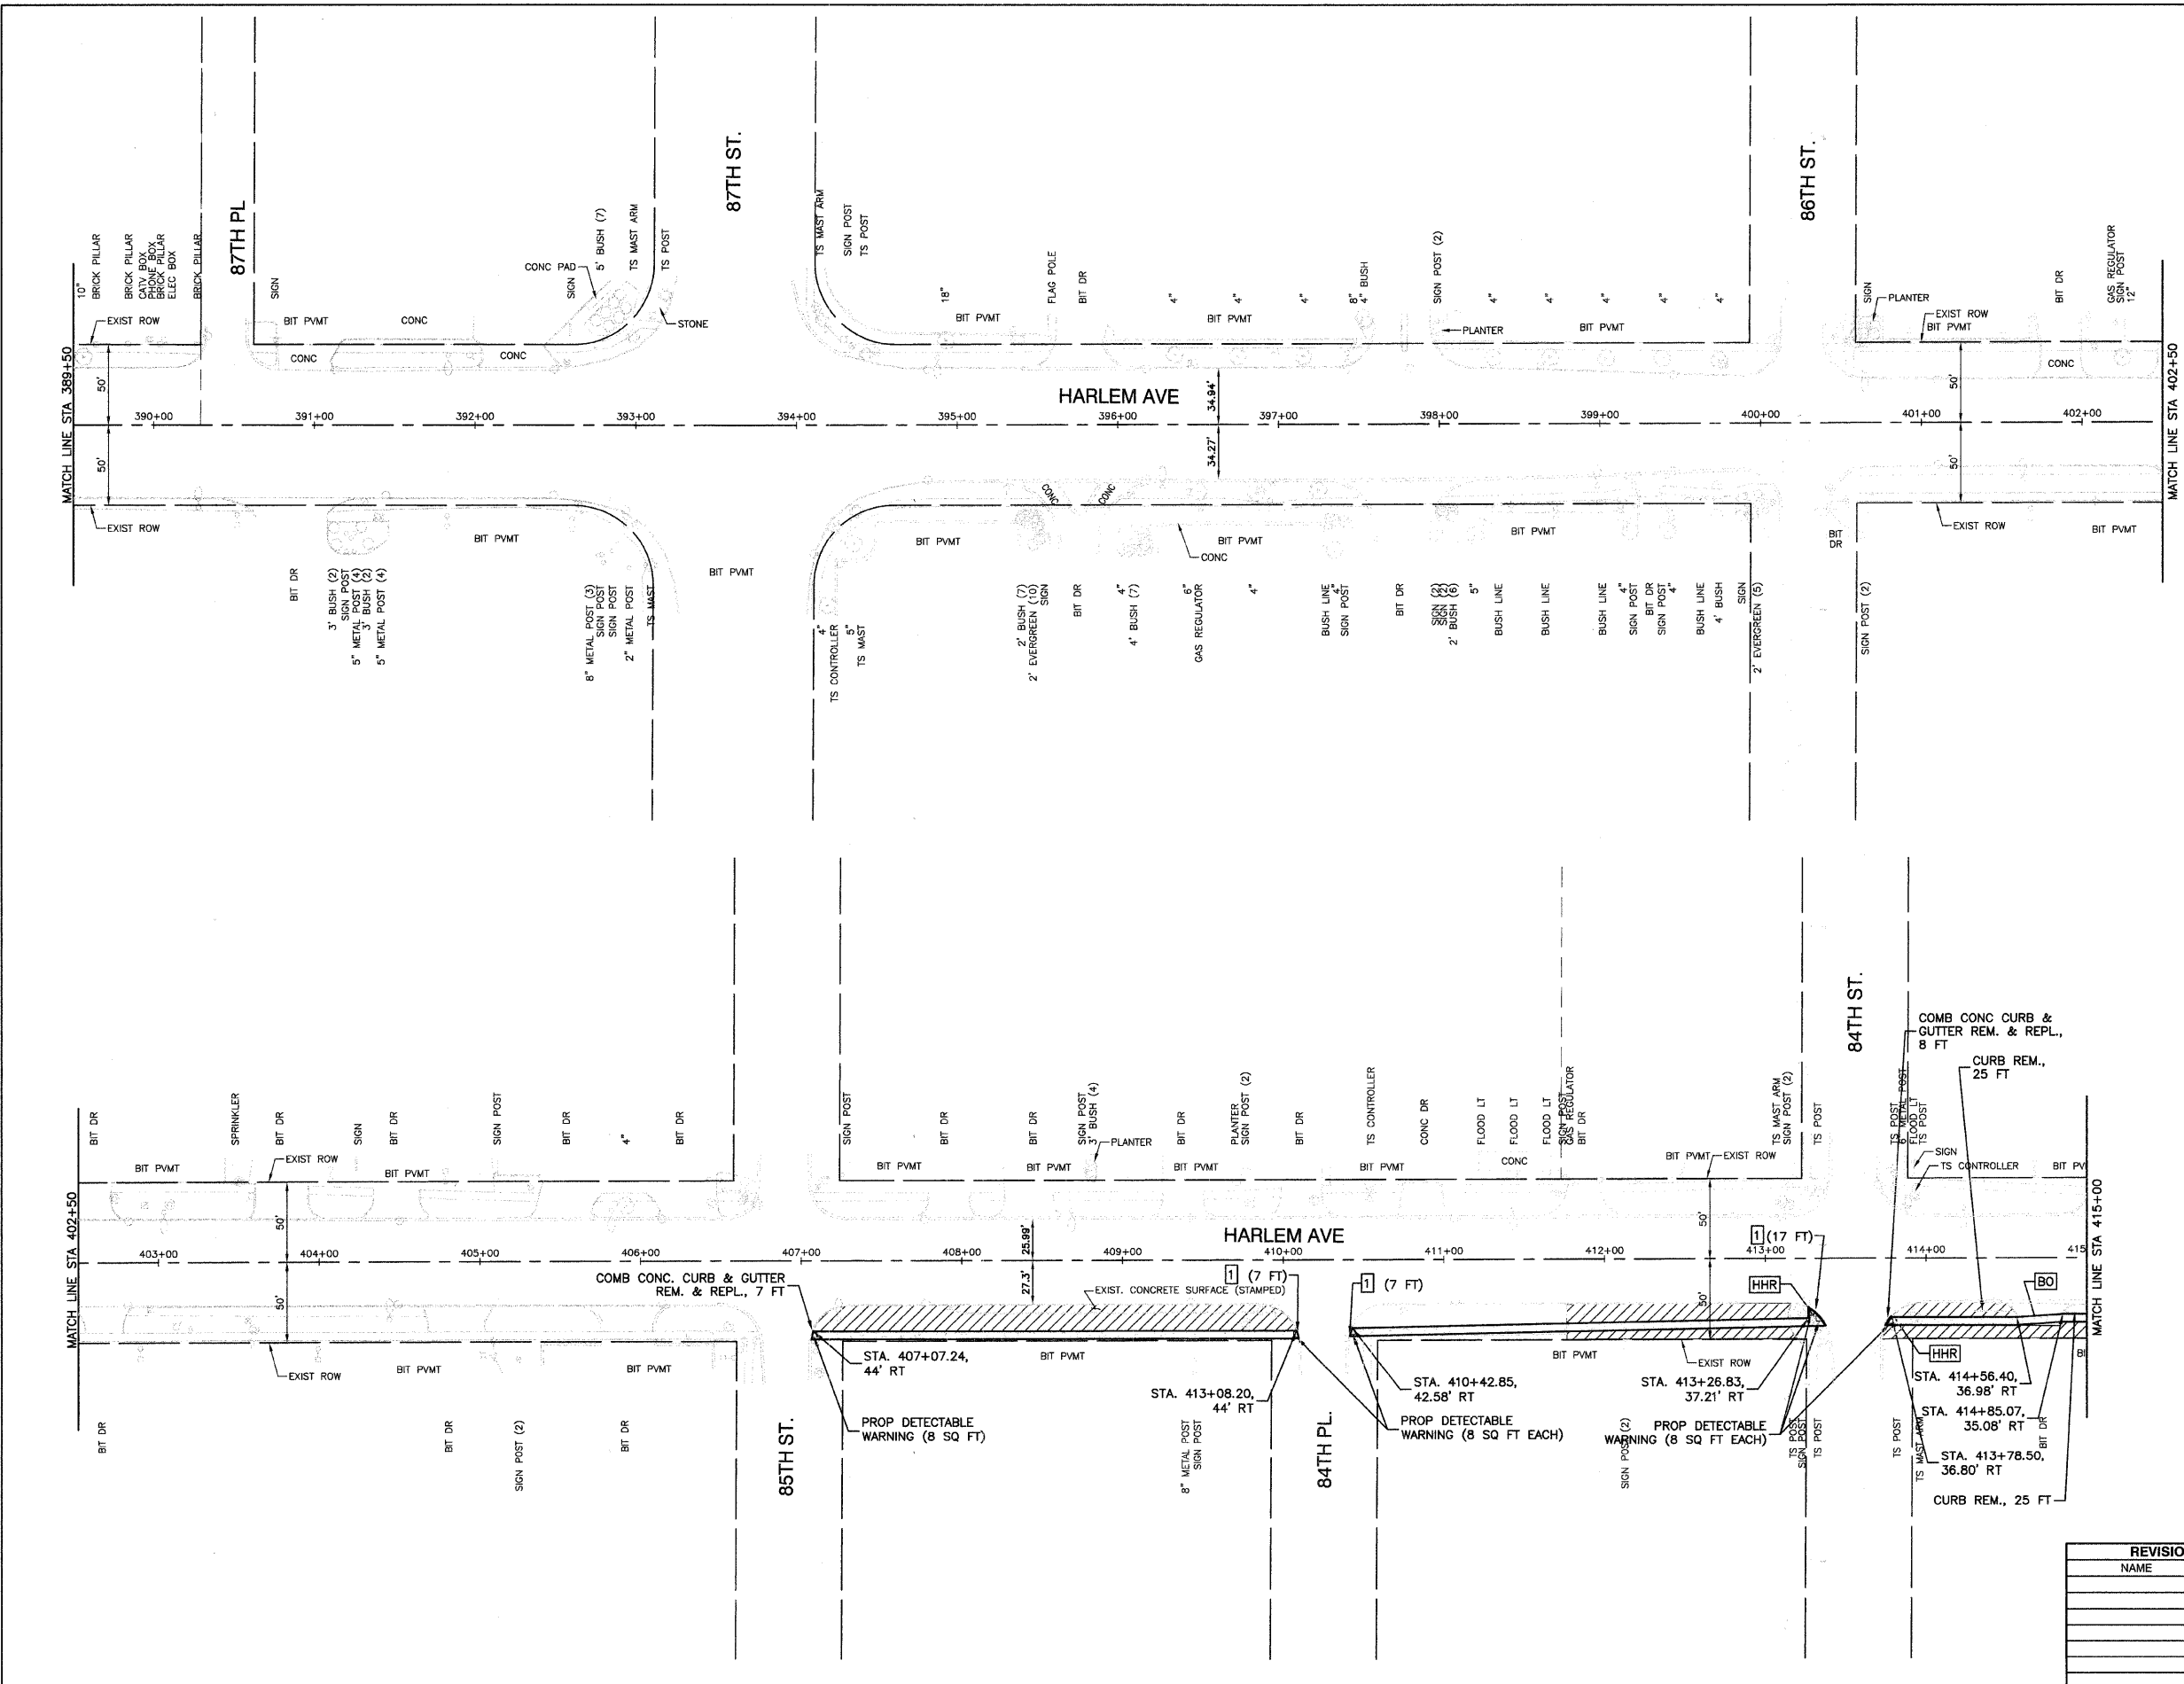 87TH PL
87TH ST.
86TH ST.
10"
BRICK PILLAR
BRICK PILLAR
CATV BOX
PHONE BOX
BRICK PILLAR
ELEC BOX
BRICK PILLAR
SIGN
CONC PAD
SIGN
5' BUSH (7)
TS MAST ARM
TS POST
TS MAST ARM
SIGN POST
TS POST
18"
FLAG POLE
BIT DR
4"
4"
4"
8"
4" BUSH
SIGN POST (2)
4"
4"
4"
4"
4"
SIGN
PLANTER
BIT DR
GAS REGULATOR
SIGN POST
12"
EXIST ROW
BIT PVMT
CONC
STONE
BIT PVMT
BIT PVMT
PLANTER
BIT PVMT
EXIST ROW
BIT PVMT
CONC
CONC
CONC
MATCH LINE STA 389+50
50'
50'
HARLEM AVE
34.94'
34.27'
50'
50'
MATCH LINE STA 402+50
390+00
391+00
392+00
393+00
394+00
395+00
396+00
397+00
398+00
399+00
400+00
401+00
402+00
EXIST ROW
BIT PVMT
BIT PVMT
BIT PVMT
CONC
CONC
BIT PVMT
CONC
BIT PVMT
BIT DR
EXIST ROW
BIT PVMT
BIT DR
3' BUSH (2)
SIGN POST
5" METAL POST (4)
3' BUSH (2)
5" METAL POST (4)
8" METAL POST (3)
SIGN POST
SIGN POST
2" METAL POST
TS MAST
4"
TS CONTROLLER
5"
TS MAST
2' BUSH (7)
2' EVERGREEN (10)
SIGN
BIT DR
4"
4' BUSH (7)
6"
GAS REGULATOR
4"
BUSH LINE
4"
SIGN POST
BIT DR
SIGN (2)
SIGN (2)
2' BUSH (6)
5"
BUSH LINE
BUSH LINE
BUSH LINE
4"
SIGN POST
BIT DR
SIGN POST
4"
BUSH LINE
4' BUSH
SIGN
2' EVERGREEN (5)
SIGN POST (2)
84TH ST.
COMB CONC CURB &
GUTTER REM. & REPL.,
8 FT
CURB REM.,
25 FT
BIT DR
SPRINKLER
BIT DR
SIGN
BIT DR
SIGN POST
BIT DR
4"
BIT DR
SIGN POST
BIT DR
BIT DR
SIGN POST
3' BUSH (4)
PLANTER
BIT DR
PLANTER
SIGN POST (2)
BIT DR
TS CONTROLLER
CONC DR
FLOOD LT
FLOOD LT
FLOOD LT
SIGN POST
GAS REGULATOR
BIT DR
TS MAST ARM
SIGN POST (2)
TS POST
TS POST
6" METAL POST
FLOOD LT
TS POST
SIGN
TS CONTROLLER
BIT PVMT
EXIST ROW
BIT PVMT
BIT PVMT
BIT PVMT
BIT PVMT
BIT PVMT
CONC
BIT PVMT
EXIST ROW
BIT PV
MATCH LINE STA 402+50
50'
50'
25.99'
27.3'
HARLEM AVE
50'
50'
1 (17 FT)
MATCH LINE STA 415+00
403+00
404+00
405+00
406+00
407+00
408+00
409+00
410+00
411+00
412+00
413+00
414+00
415
COMB CONC. CURB & GUTTER
REM. & REPL., 7 FT
EXIST. CONCRETE SURFACE (STAMPED)
1 (7 FT)
1 (7 FT)
HHR
BO
HHR
EXIST ROW
BIT PVMT
BIT PVMT
STA. 407+07.24,
44' RT
BIT PVMT
STA. 413+08.20,
44' RT
STA. 410+42.85,
42.58' RT
BIT PVMT
EXIST ROW
STA. 413+26.83,
37.21' RT
STA. 414+56.40,
36.98' RT
STA. 414+85.07,
35.08' RT
STA. 413+78.50,
36.80' RT
CURB REM., 25 FT
BI
PROP DETECTABLE
WARNING (8 SQ FT)
PROP DETECTABLE
WARNING (8 SQ FT EACH)
PROP DETECTABLE
WARNING (8 SQ FT EACH)
BIT DR
BIT DR
SIGN POST (2)
BIT DR
85TH ST.
8" METAL POST
SIGN POST
84TH PL.
SIGN POST (2)
TS POST
SIGN POST
TS POST
TS POST
TS MAST ARM
BIT DR
REVISIO
NAME